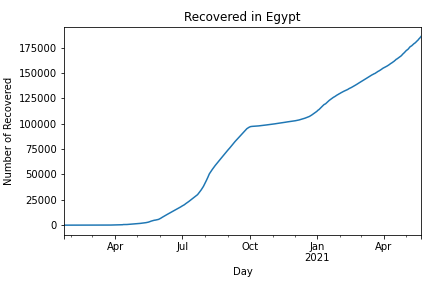 Recovered in Egypt
Number of Recovered
175000
150000
125000
100000
75000
50000
25000
0
Apr
Jul
Oct
Jan
2021
Apr
Day